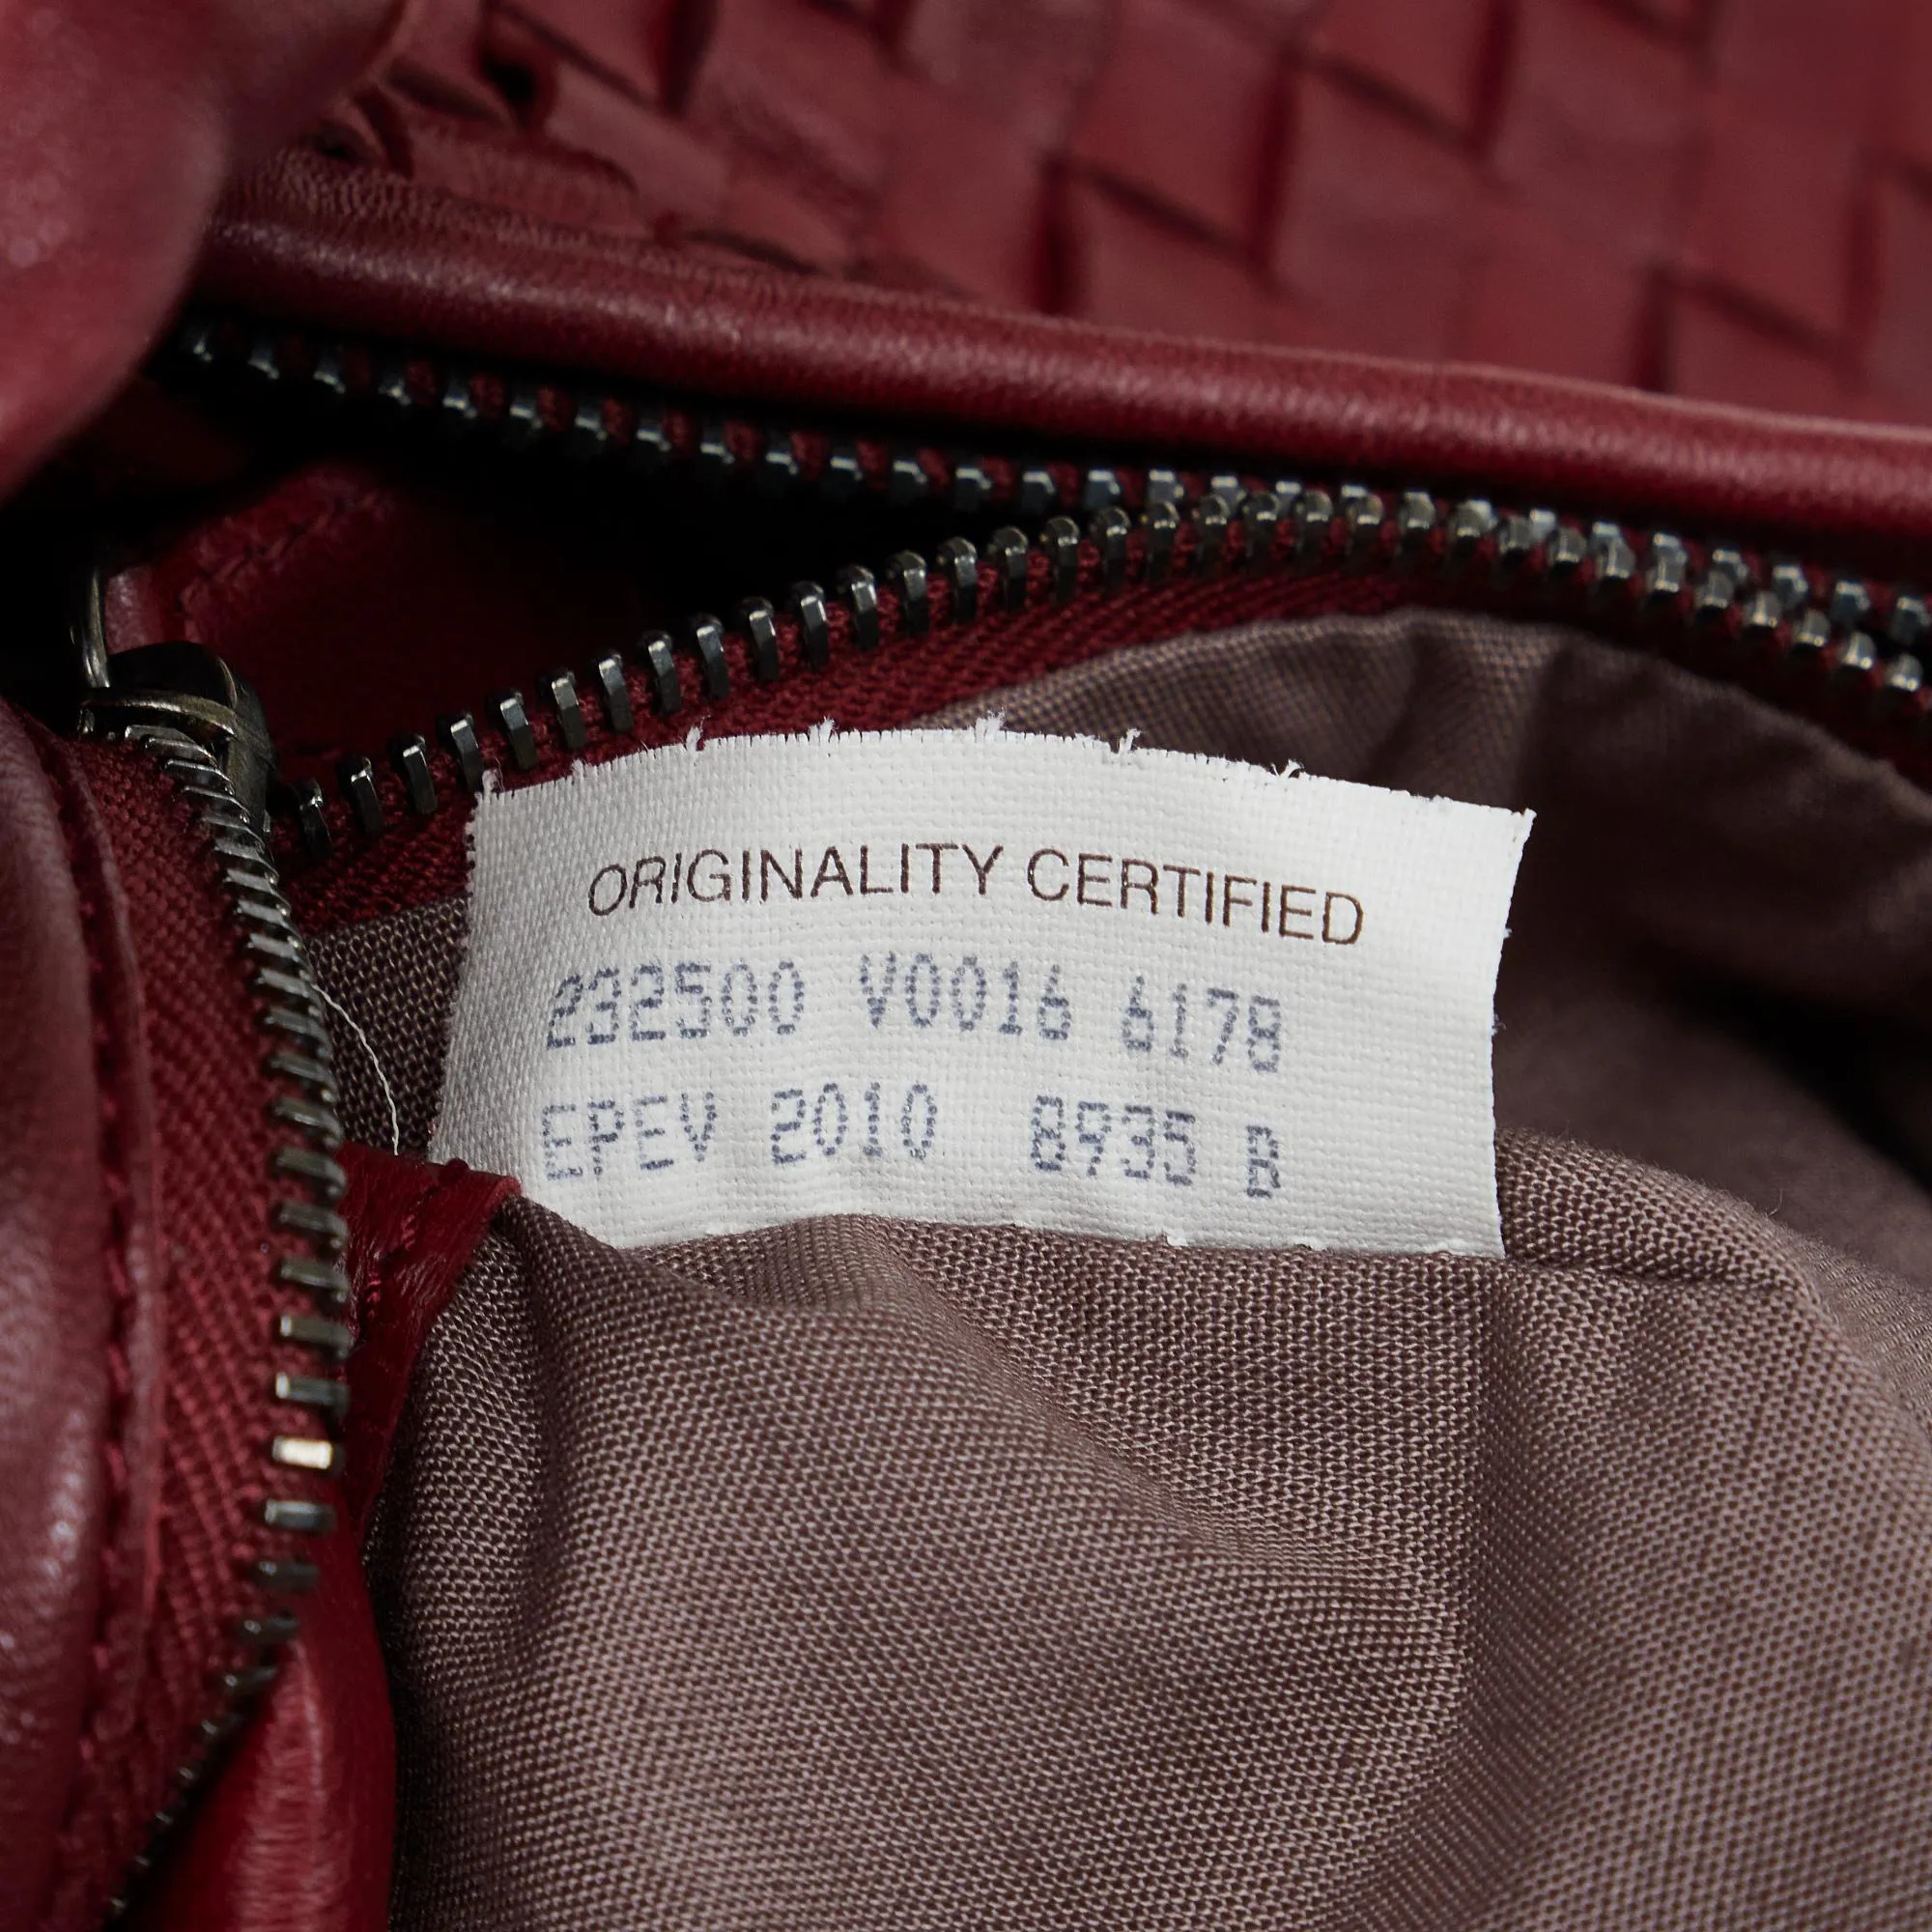 ORIGINALITY CERTIFIED
232500 V0016 6178
EPEV 2010 8935 B